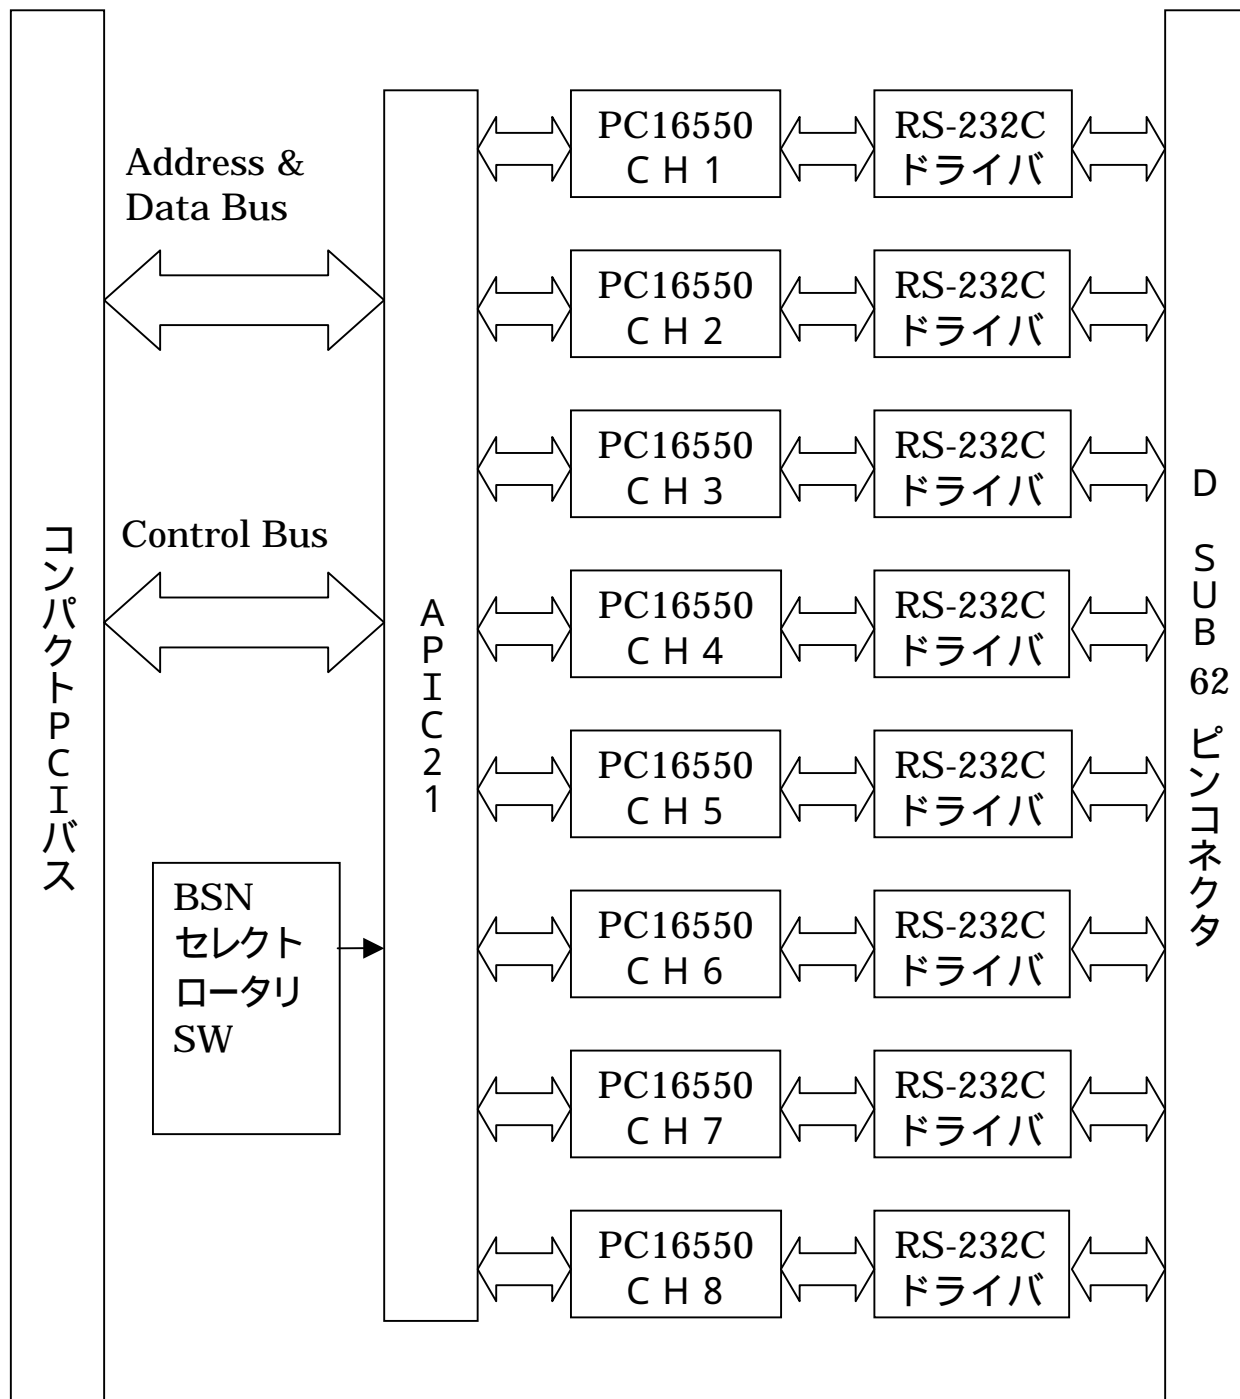 コンパクトＰＣＩバス
Address &
Data Bus
Control Bus
BSN
セレクト
ロータリ
SW
ＡＰＩＣ２１
PC16550
ＣＨ１
RS-232C
ドライバ
PC16550
ＣＨ２
RS-232C
ドライバ
PC16550
ＣＨ３
RS-232C
ドライバ
PC16550
ＣＨ４
RS-232C
ドライバ
PC16550
ＣＨ５
RS-232C
ドライバ
PC16550
ＣＨ６
RS-232C
ドライバ
PC16550
ＣＨ７
RS-232C
ドライバ
PC16550
ＣＨ８
RS-232C
ドライバ
Ｄ ＳＵＢ 62 ピンコネクタ